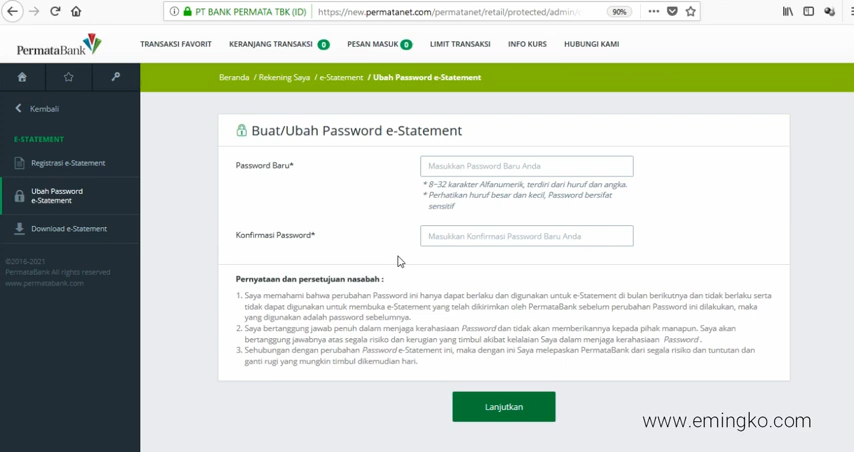 PT BANK PERMATA TBK (ID)
https://new.permatanet.com/permatanet/retail/protected/admin/
90%
PermataBank
TRANSAKSI FAVORIT
KERANJANG TRANSAKSI 0
PESAN MASUK 0
LIMIT TRANSAKSI
INFO KURS
HUBUNGI KAMI
Beranda / Rekening Saya / e-Statement / Ubah Password e-Statement
Kembali
E-STATEMENT
Registrasi e-Statement
Ubah Password
e-Statement
Download e-Statement
©2016-2021
PermataBank All rights reserved
www.permatabank.com
Buat/Ubah Password e-Statement
Password Baru*
Masukkan Password Baru Anda
* 8-32 karakter Alfanumerik, terdiri dari huruf dan angka.
* Perhatikan huruf besar dan kecil, Password bersifat
sensitif
Konfirmasi Password*
Masukkan Konfirmasi Password Baru Anda
Pernyataan dan persetujuan nasabah :
1. Saya memahami bahwa perubahan Password ini hanya dapat berlaku dan digunakan untuk e-Statement di bulan berikutnya dan tidak berlaku serta
tidak dapat digunakan untuk membuka e-Statement yang telah dikirimkan oleh PermataBank sebelum perubahan Password ini dilakukan, maka
yang digunakan adalah password sebelumnya.
2. Saya bertanggung jawab penuh dalam menjaga kerahasiaan Password dan tidak akan memberikannya kepada pihak manapun. Saya akan
bertanggung jawabnya atas segala risiko dan kerugian yang timbul akibat kelalaian Saya dalam menjaga kerahasiaan Password .
3. Sehubungan dengan perubahan Password e-Statement ini, maka dengan ini Saya melepaskan PermataBank dari segala risiko dan tuntutan dan
ganti rugi yang mungkin timbul dikemudian hari.
Lanjutkan
www.emingko.com